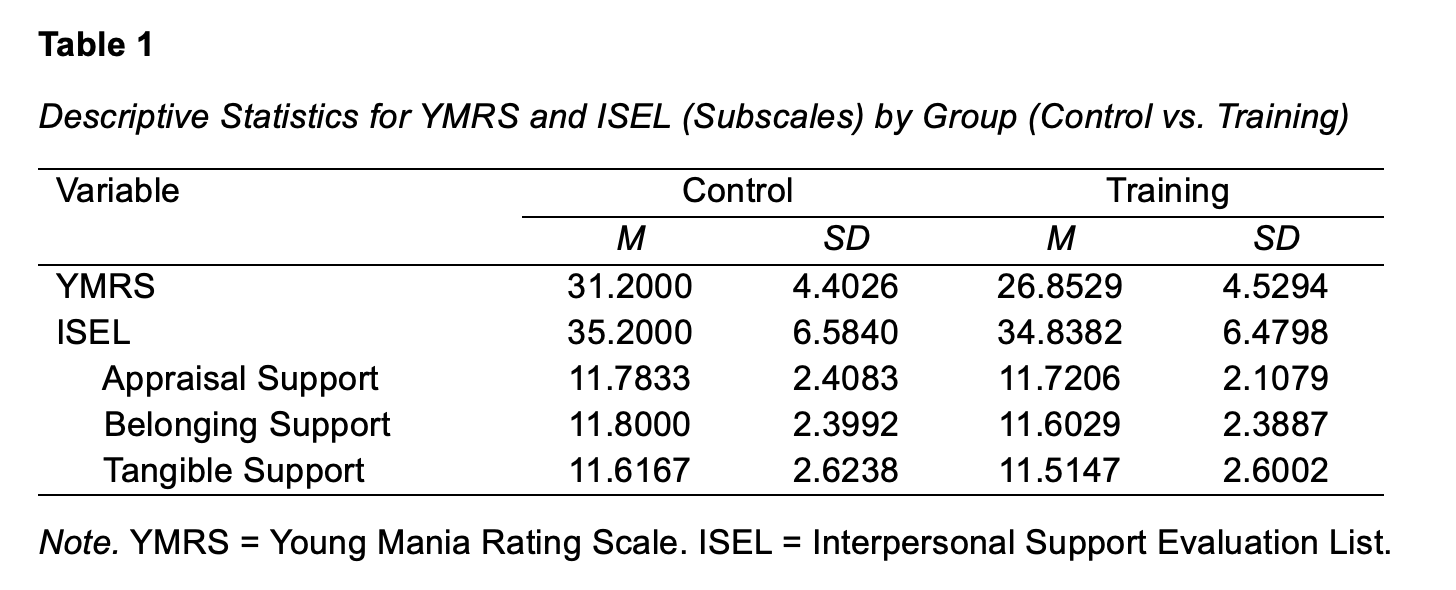 Table 1
Descriptive Statistics for YMRS and ISEL (Subscales) by Group (Control vs. Training)
Variable Control Training
M SD M SD
YMRS 31.2000 4.4026 26.8529 4.5294
ISEL 35.2000 6.5840 34.8382 6.4798
Appraisal Support 11.7833 2.4083 11.7206 2.1079
Belonging Support 11.8000 2.3992 11.6029 2.3887
Tangible Support 11.6167 2.6238 11.5147 2.6002
Note. YMRS = Young Mania Rating Scale. ISEL = Interpersonal Support Evaluation List.